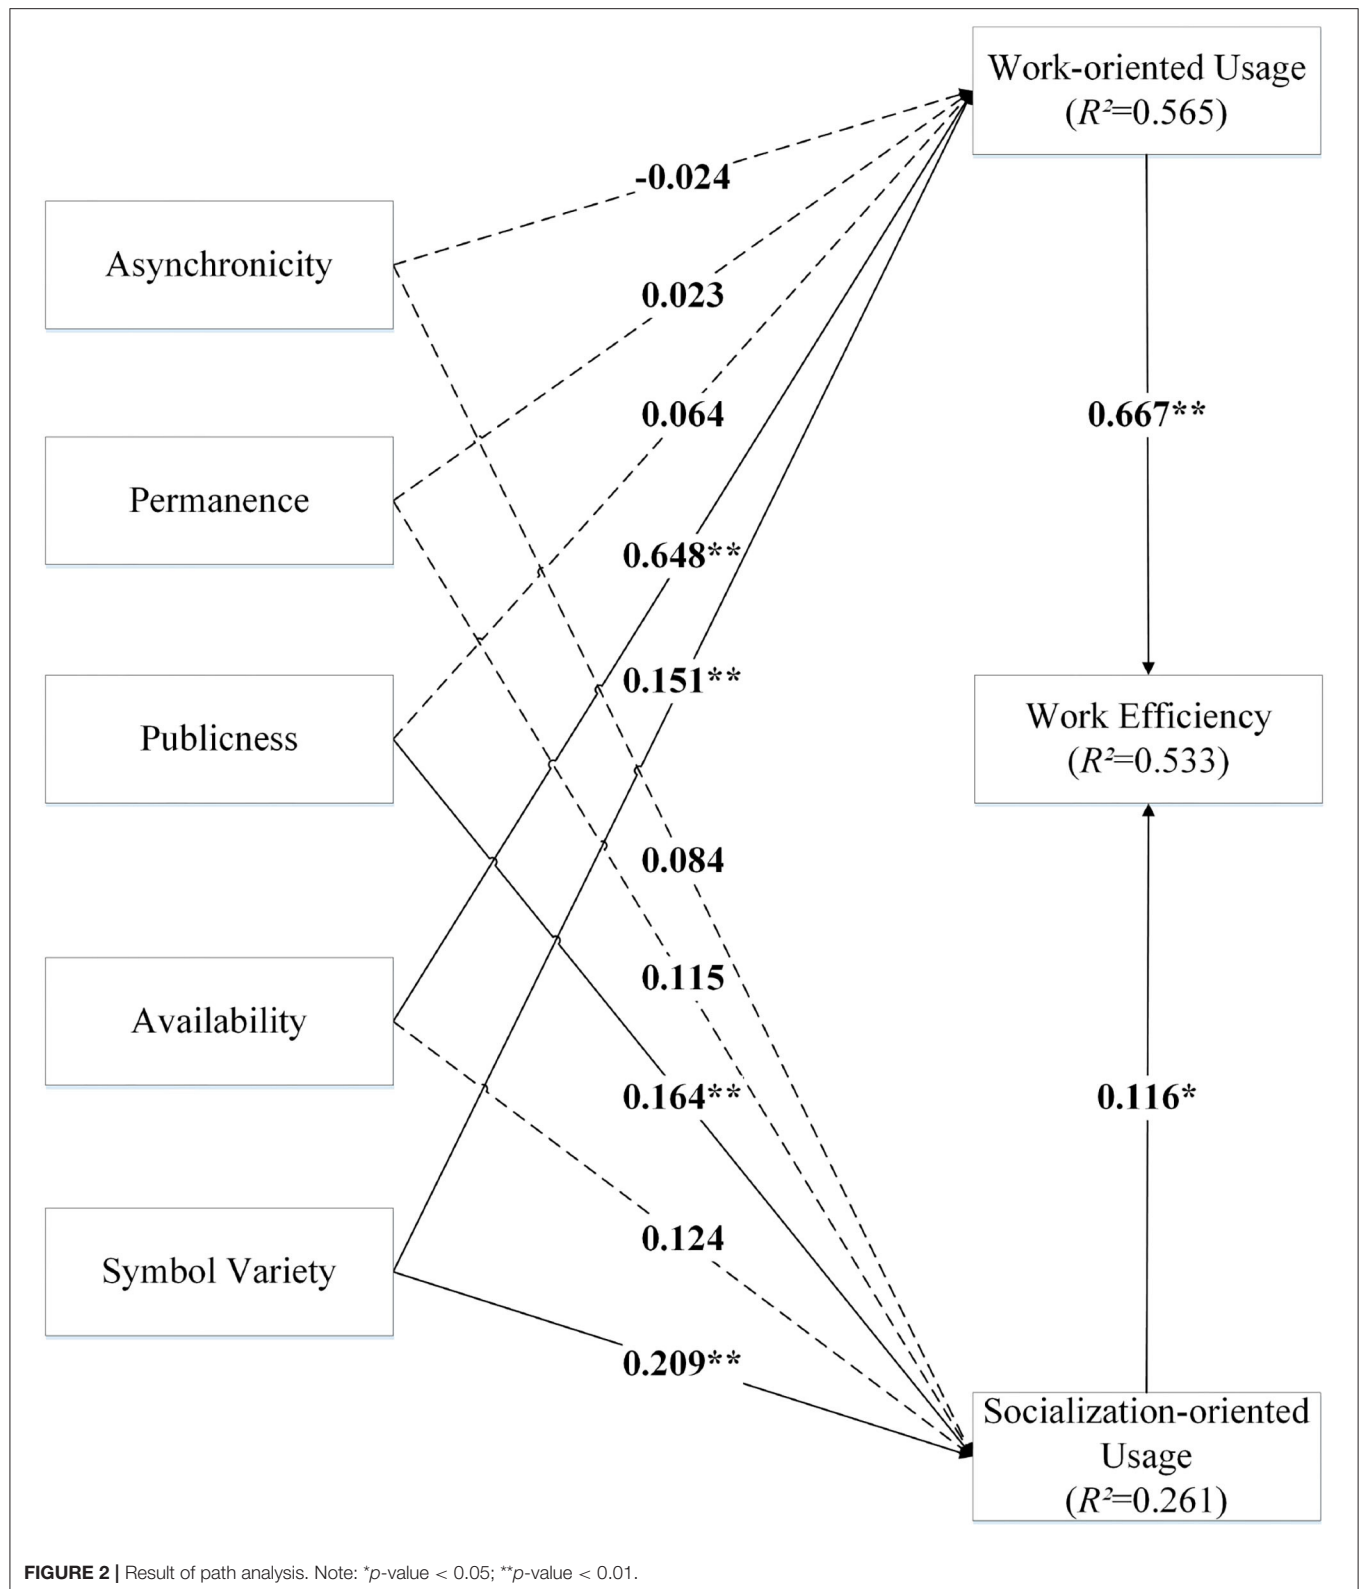 Work-oriented Usage
(R²=0.565)
-0.024
Asynchronicity
0.023
0.064
0.667**
Permanence
0.648**
0.151**
Publicness
Work Efficiency
(R²=0.533)
0.084
0.115
Availability
0.164**
0.116*
0.124
Symbol Variety
0.209**
Socialization-oriented
Usage
(R²=0.261)
FIGURE 2 | Result of path analysis. Note: *p-value < 0.05; **p-value < 0.01.